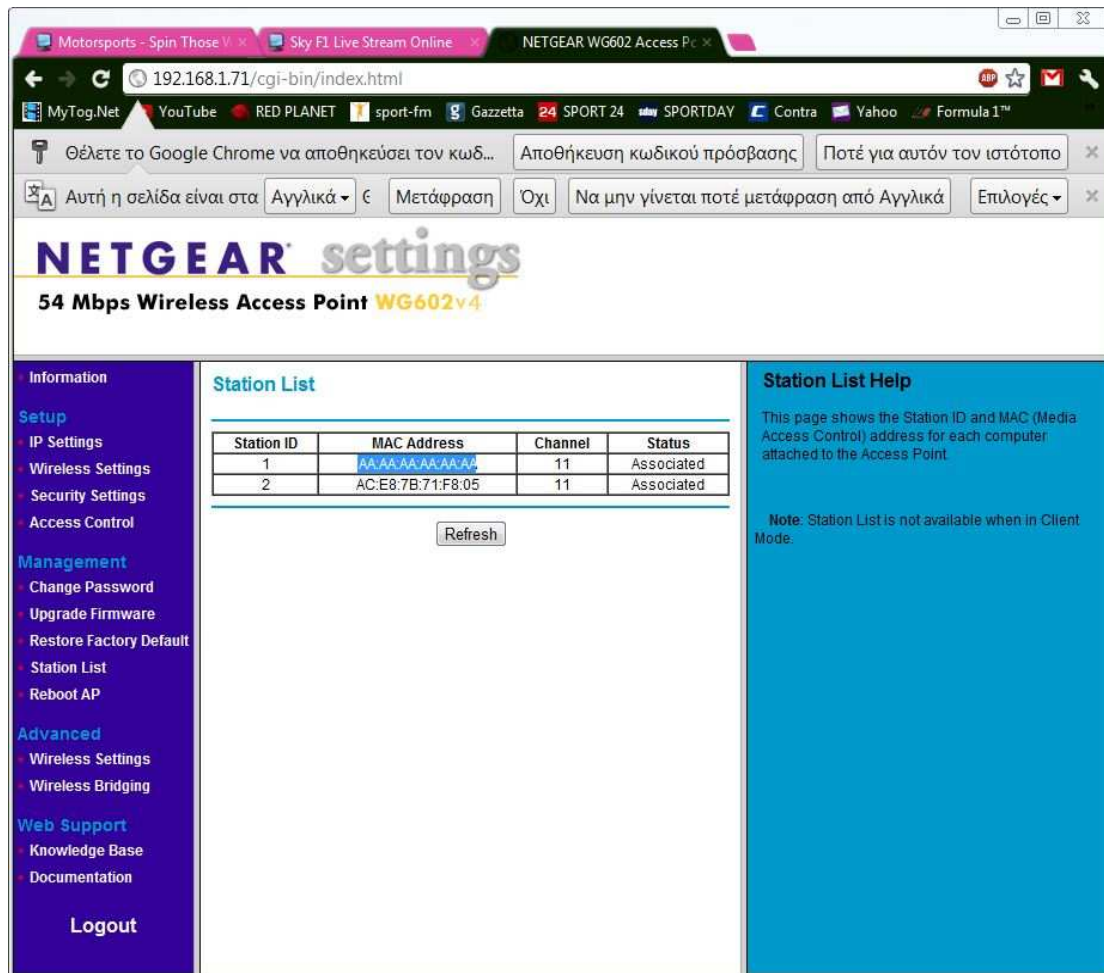 Motorsports - Spin Those
Sky F1 Live Stream Online
NETGEAR WG602 Access
192.168.1.71/cgi-bin/index.html
ABP
MyTog.Net YouTube RED PLANET sport-fm Gazzetta 24 SPORT 24 SPORTDAY Contra Yahoo Formula 1™
Θέλετε το Google Chrome να αποθηκεύσει τον κωδ... Αποθήκευση κωδικού πρόσβασης Ποτέ για αυτόν τον ιστότοπο
Αυτή η σελίδα είναι στα Αγγλικά Μετάφραση Όχι Να μην γίνεται ποτέ μετάφραση από Αγγλικά Επιλογές
NETGEAR settings
54 Mbps Wireless Access Point WG602v4
Information
Setup
IP Settings
Wireless Settings
Security Settings
Access Control
Management
Change Password
Upgrade Firmware
Restore Factory Default
Station List
Reboot AP
Advanced
Wireless Settings
Wireless Bridging
Web Support
Knowledge Base
Documentation
Logout
Station List
Station ID MAC Address Channel Status
1 AA:AA:AA:AA:AA:AA 11 Associated
2 AC:E8:7B:71:F8:05 11 Associated
Refresh
Station List Help
This page shows the Station ID and MAC (Media
Access Control) address for each computer
attached to the Access Point.
Note: Station List is not available when in Client
Mode.